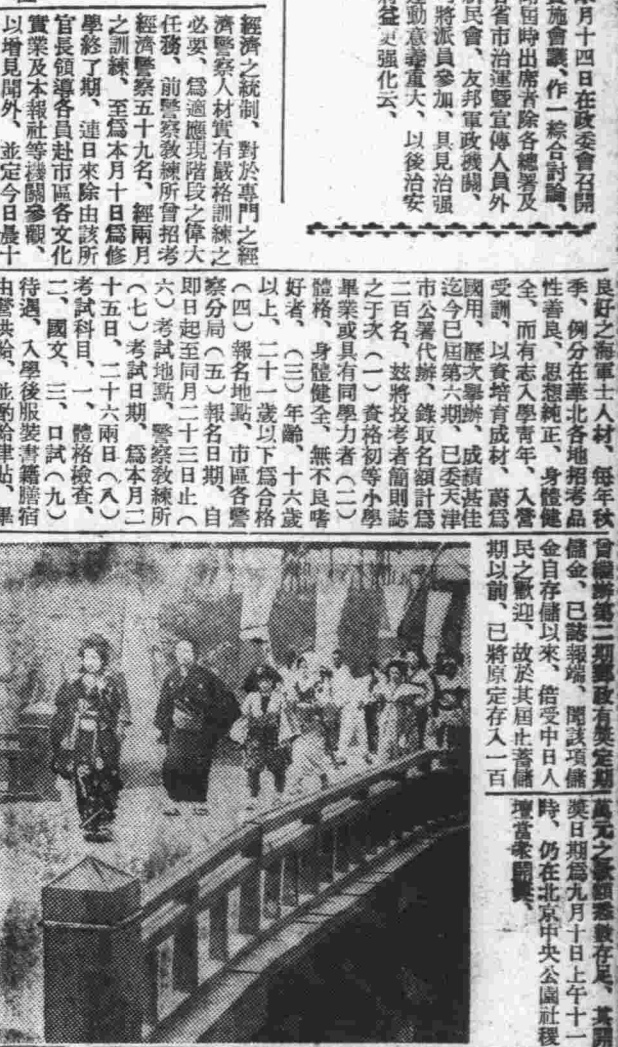 月十四日在政委會召開
施會議、作一綜合討論、
屆時出席者除各總署及
省市治運暨宣傳人員外
民會、友邦軍政機關、
將派員參加、具見治强
運動意義重大、以後治安
益更强化云、
經濟之統制、對於專門之經
濟警察人材實有嚴格訓練之
必要、爲適應現階段之偉大
任務、前警察敎練所曾招考
經濟警察五十九名、經兩月
之訓練、至爲本月十日爲修
學終了期、連日來除由該所
官長領導各員赴市區各文化
實業及本報社等機關參觀、
以增見聞外、並定今日晨十
良好之海軍士人材、每年秋
季、例分在華北各地招考品
性善良、思想純正、身體健
全、而有志入學靑年、入營
受訓、以資培育成材、蔚爲
國用、歷次舉辦、成績甚佳
迄今已屆第六期、已委天津
市公署代辦、錄取名額計爲
二百名、玆將投考者簡則誌
之于次（一）資格初等小學
畢業或具有同學力者（二）
體格、身體健全、無不良嗜
好者、（三）年齡、十六歲
以上、二十一歲以下爲合格
（四）報名地點、市區各警
察分局（五）報名日期、自
即日起至同月二十三日止（
六）考試地點、警察敎練所
（七）考試日期、爲本月二
十五日、二十六兩日（八）
考試科目、一、體格檢查、
二、國文、三、口試（九）
待遇、入學後服裝書籍膳宿
由營供給、並酌給津貼、畢
曾續辦第二期郵政有獎定期
儲金、已誌報端、聞該項儲
金自存儲以來、倍受中日人
民之歡迎、故於其屆止蓄儲
期以前、已將原定存入一百
萬元之數額悉數存足、其開
獎日期爲九月十日上午十一
時、仍在北京中央公園社稷
壇當衆開獎、